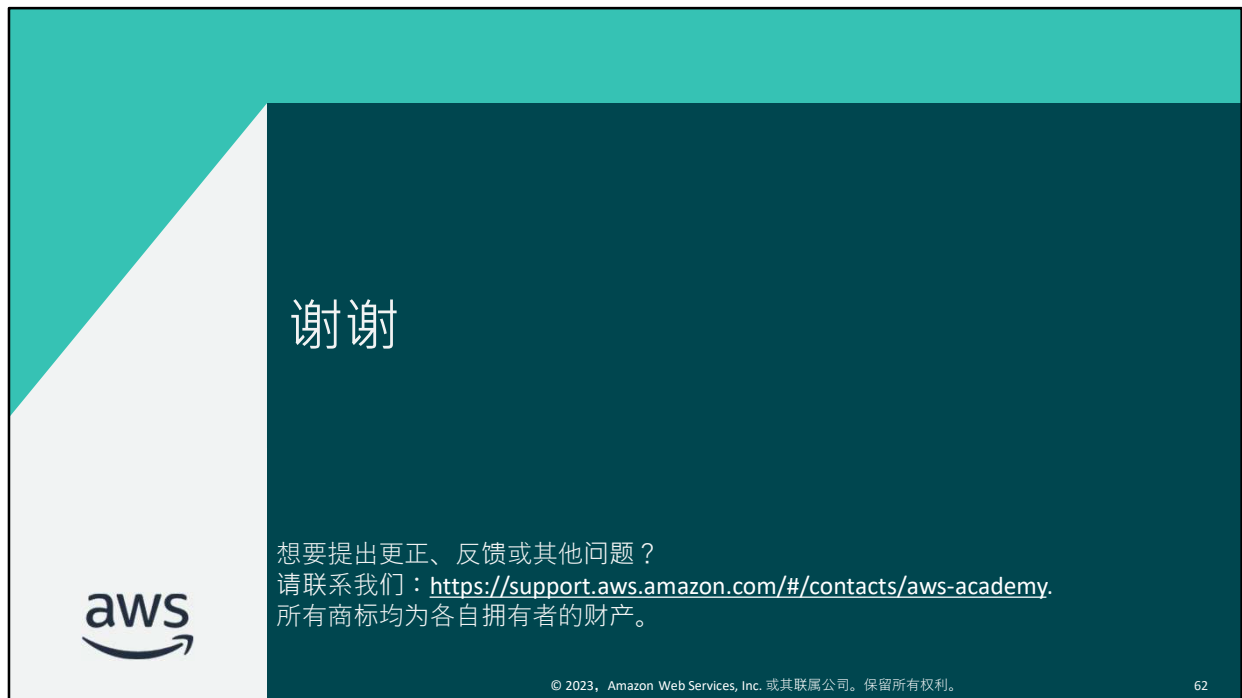 谢谢
想要提出更正、反馈或其他问题？
请联系我们：https://support.aws.amazon.com/#/contacts/aws-academy.
所有商标均为各自拥有者的财产。
aws
© 2023，Amazon Web Services, Inc. 或其联属公司。保留所有权利。
62